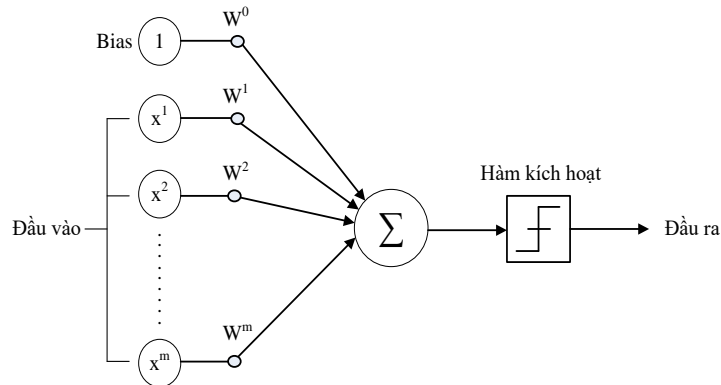 Bias 1 W⁰
x¹ W¹
x² W²
Đầu vào
xᵐ Wᵐ
Σ
Hàm kích hoạt
Đầu ra